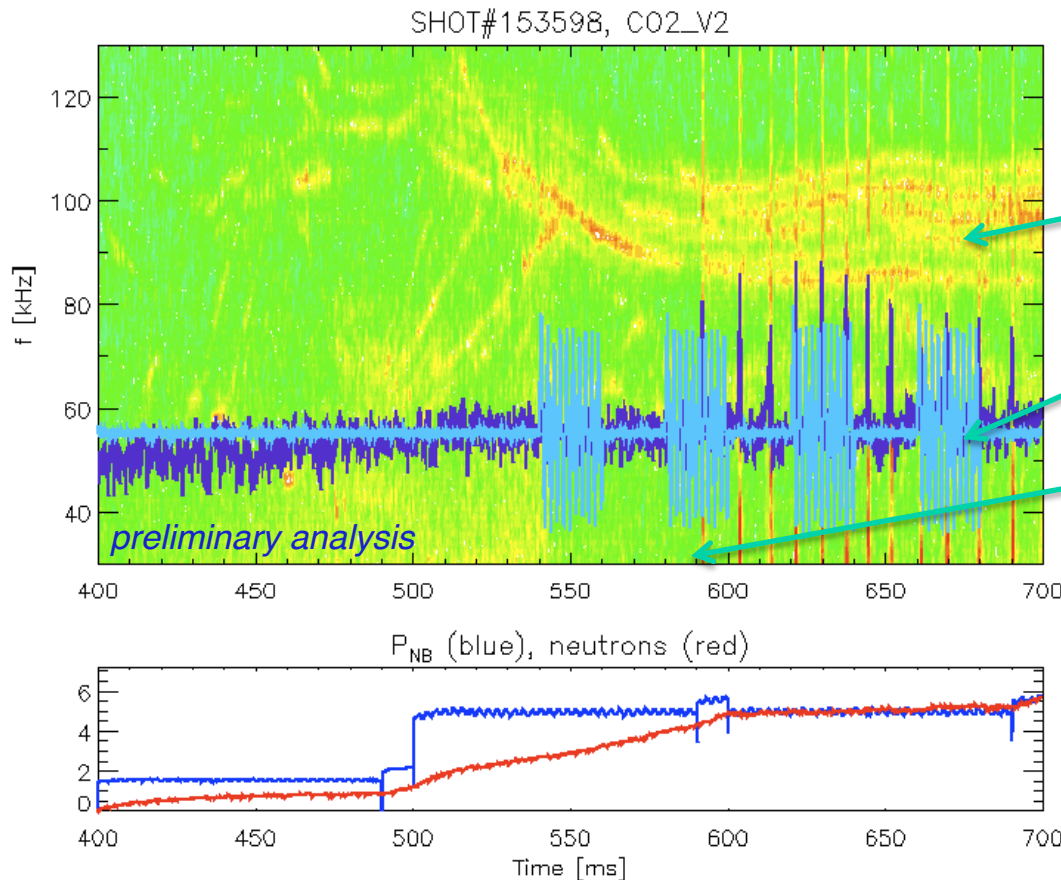 SHOT#153598, CO2_V2
120
100
80
60
40
f [kHz]
preliminary analysis
400 450 500 550 600 650 700
P_NB (blue), neutrons (red)
6
4
2
0
400 450 500 550 600 650 700
Time [ms]